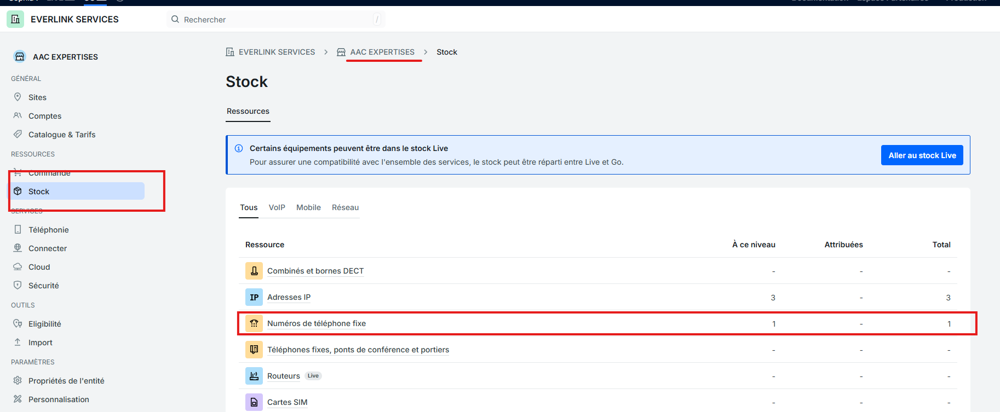 EVERLINK SERVICES
Rechercher
/
AAC EXPERTISES
EVERLINK SERVICES > AAC EXPERTISES > Stock
GÉNÉRAL
Stock
Sites
Comptes
Ressources
Catalogue & Tarifs
RESSOURCES
Certains équipements peuvent être dans le stock Live
Pour assurer une compatibilité avec l'ensemble des services, le stock peut être réparti entre Live et Go.
Aller au stock Live
Commande
Stock
SERVICES
Tous VoIP Mobile Réseau
Téléphonie
Connecter
Ressource À ce niveau Attribuées Total
Cloud
Combinés et bornes DECT - - -
Sécurité
IP Adresses IP 3 - 3
OUTILS
Eligibilité
Numéros de téléphone fixe 1 - 1
Import
Téléphones fixes, ponts de conférence et portiers - - -
PARAMÈTRES
Propriétés de l'entité
Routeurs Live - - -
Personnalisation
Cartes SIM - - -